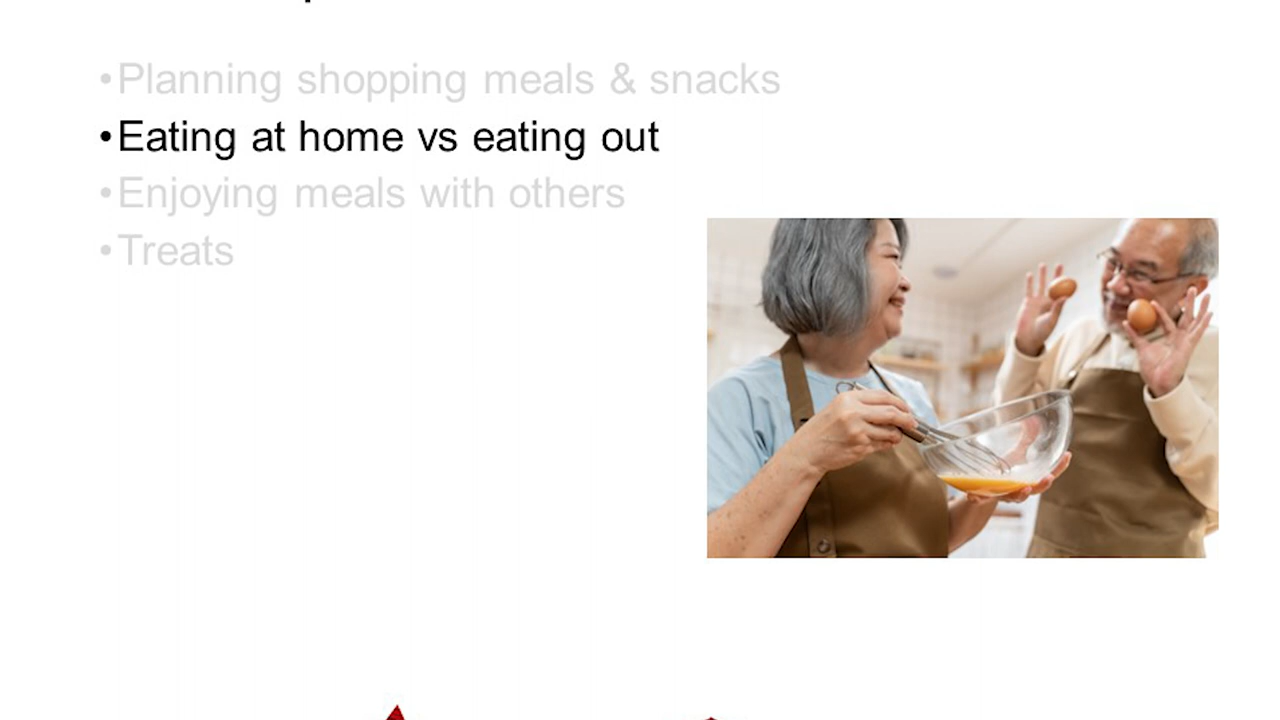 •Planning shopping meals & snacks
•Eating at home vs eating out
•Enjoying meals with others
•Treats